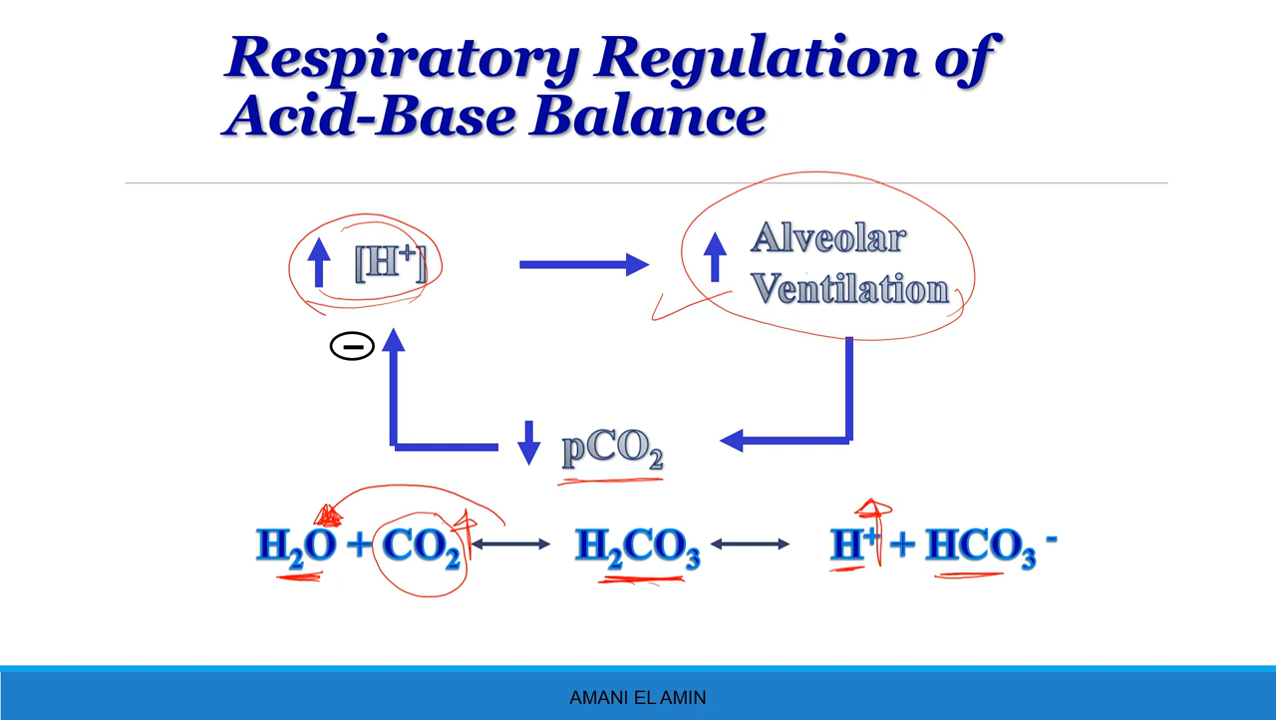 Respiratory Regulation of
Acid-Base Balance
↑ [H⁺] → ↑ Alveolar
Ventilation
−
↓ pCO₂
H₂O + CO₂ ↔ H₂CO₃ ↔ H⁺ + HCO₃⁻
AMANI EL AMIN